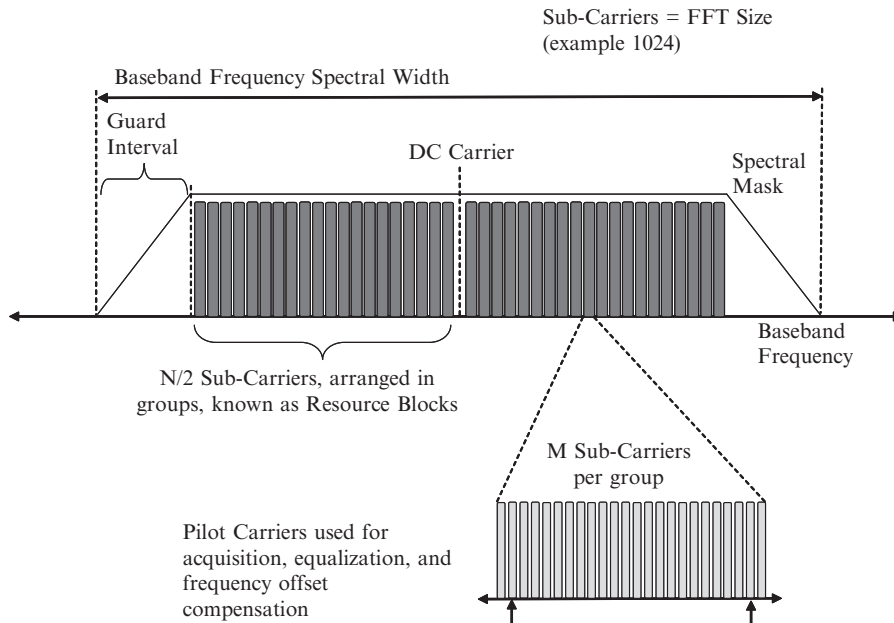 Sub-Carriers = FFT Size
(example 1024)
Baseband Frequency Spectral Width
Guard
Interval
DC Carrier
Spectral
Mask
Baseband
Frequency
N/2 Sub-Carriers, arranged in
groups, known as Resource Blocks
M Sub-Carriers
per group
Pilot Carriers used for
acquisition, equalization, and
frequency offset
compensation